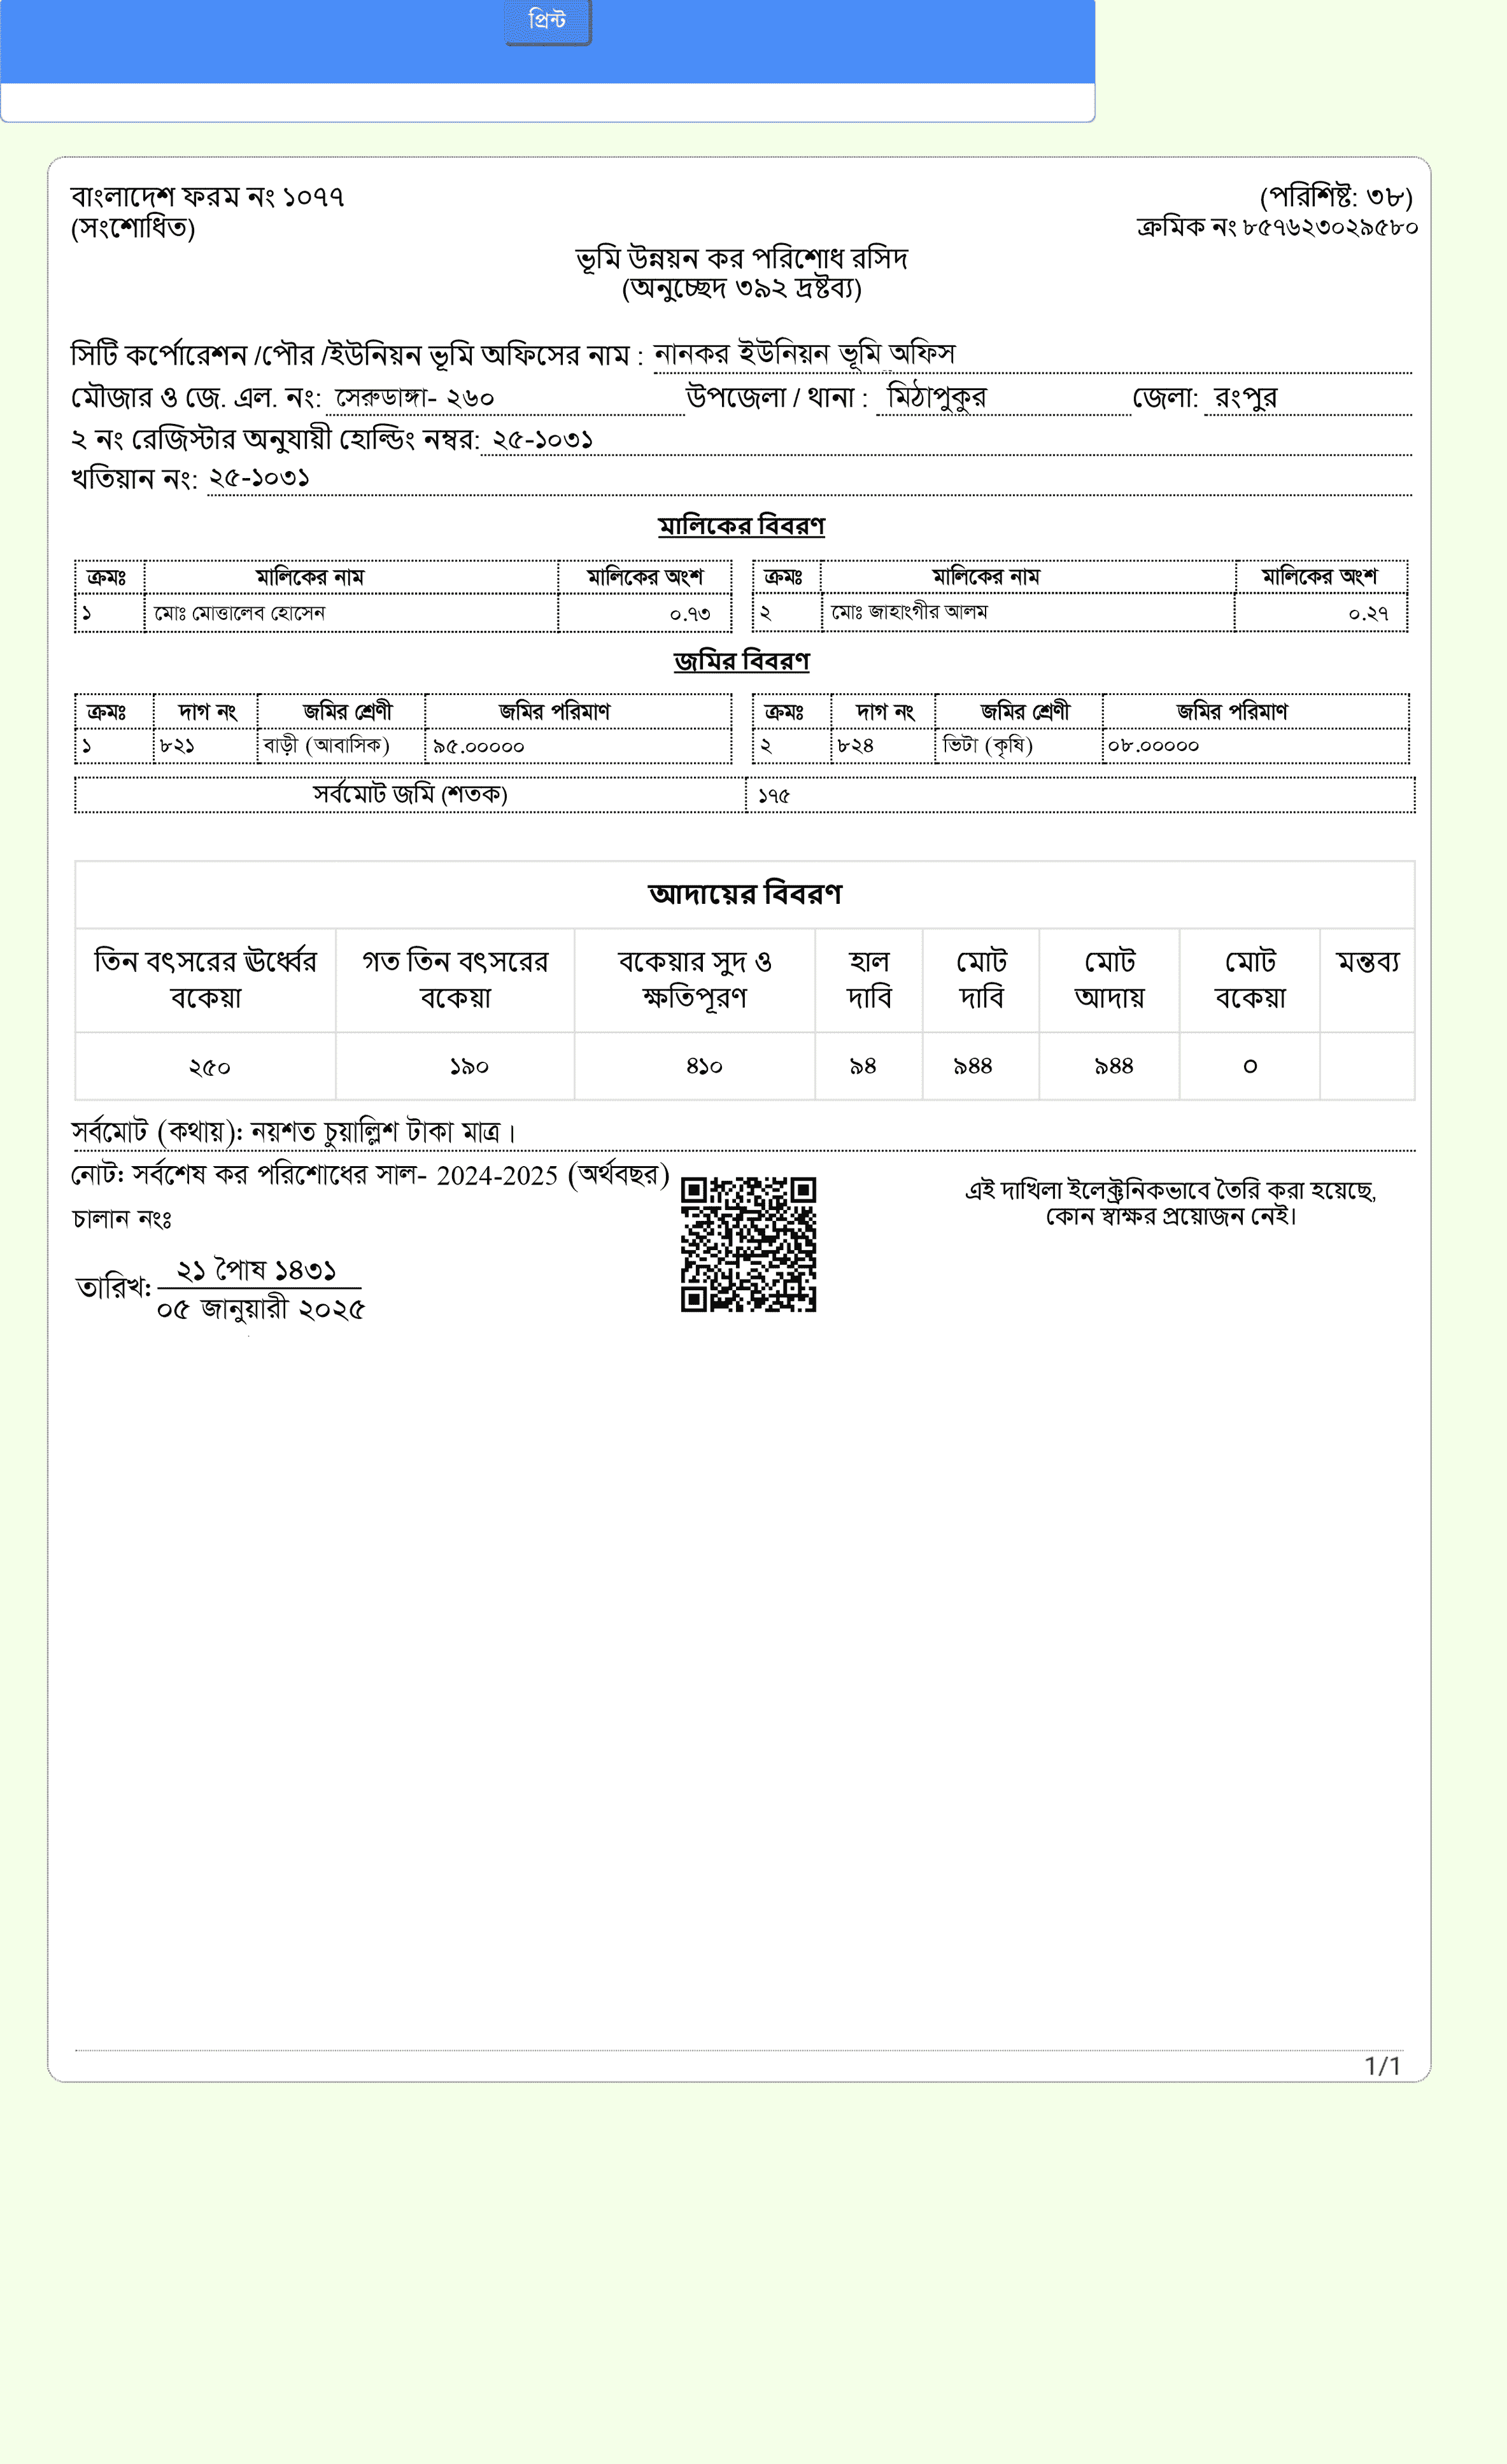 প্রিন্ট
বাংলাদেশ ফরম নং ১০৭৭
(সংশোধিত)
(পরিশিষ্ট: ৩৮)
ক্রমিক নং ৮৫৭৬২৩০২৯৫৮০
ভূমি উন্নয়ন কর পরিশোধ রসিদ
(অনুচ্ছেদ ৩৯২ দ্রষ্টব্য)
সিটি কর্পোরেশন /পৌর /ইউনিয়ন ভূমি অফিসের নাম : নানকর ইউনিয়ন ভূমি অফিস
মৌজার ও জে. এল. নং: সেরুডাঙ্গা- ২৬০ উপজেলা / থানা : মিঠাপুকুর জেলা: রংপুর
২ নং রেজিস্টার অনুযায়ী হোল্ডিং নম্বর: ২৫-১০৩১
খতিয়ান নং: ২৫-১০৩১
মালিকের বিবরণ
ক্রমঃ মালিকের নাম মালিকের অংশ ক্রমঃ মালিকের নাম মালিকের অংশ
১ মোঃ মোত্তালেব হোসেন ০.৭৩ ২ মোঃ জাহাংগীর আলম ০.২৭
জমির বিবরণ
ক্রমঃ দাগ নং জমির শ্রেণী জমির পরিমাণ ক্রমঃ দাগ নং জমির শ্রেণী জমির পরিমাণ
১ ৮২১ বাড়ী (আবাসিক) ৯৫.০০০০০ ২ ৮২৪ ভিটা (কৃষি) ০৮.০০০০০
সর্বমোট জমি (শতক) ১৭৫
আদায়ের বিবরণ
তিন বৎসরের ঊর্ধ্বের বকেয়া গত তিন বৎসরের বকেয়া বকেয়ার সুদ ও ক্ষতিপূরণ হাল দাবি মোট দাবি মোট আদায় মোট বকেয়া মন্তব্য
২৫০ ১৯০ ৪১০ ৯৪ ৯৪৪ ৯৪৪ ০
সর্বমোট (কথায়): নয়শত চুয়াল্লিশ টাকা মাত্র।
নোট: সর্বশেষ কর পরিশোধের সাল- 2024-2025 (অর্থবছর)
চালান নংঃ
তারিখ: ২১ পৌষ ১৪৩১
০৫ জানুয়ারী ২০২৫
এই দাখিলা ইলেক্ট্রনিকভাবে তৈরি করা হয়েছে,
কোন স্বাক্ষর প্রয়োজন নেই।
1/1